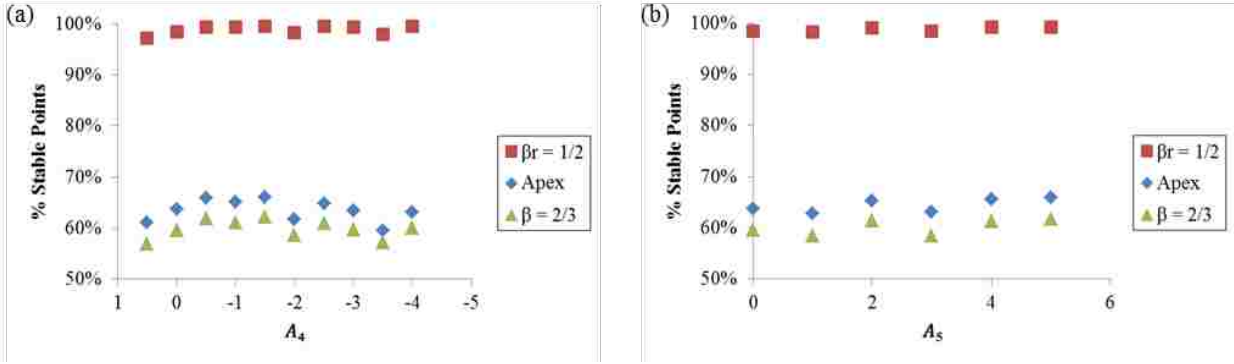 (a)
100%
90%
80%
70%
60%
50%
% Stable Points
1 0 -1 -2 -3 -4 -5
A₄
βr = 1/2
Apex
β = 2/3
(b)
100%
90%
80%
70%
60%
50%
% Stable Points
0 2 4 6
A₅
βr = 1/2
Apex
β = 2/3